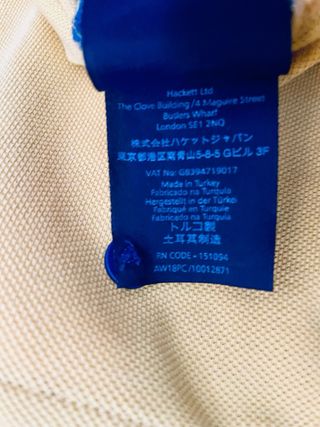 Hackett Ltd
The Clove Building /4 Maguire Street
Butlers Wharf
London SE1 2NQ
株式会社ハケットジャパン
東京都港区南青山5-8-5 Gビル 3F
VAT No: GB394719017
Made in Turkey
Fabricado na Turquia
Hergestellt in der Türkei
Fabriqué en Turquie
Fabricado en Turquía
トルコ製
土耳其制造
RN CODE - 151094
AW18PC/10012871